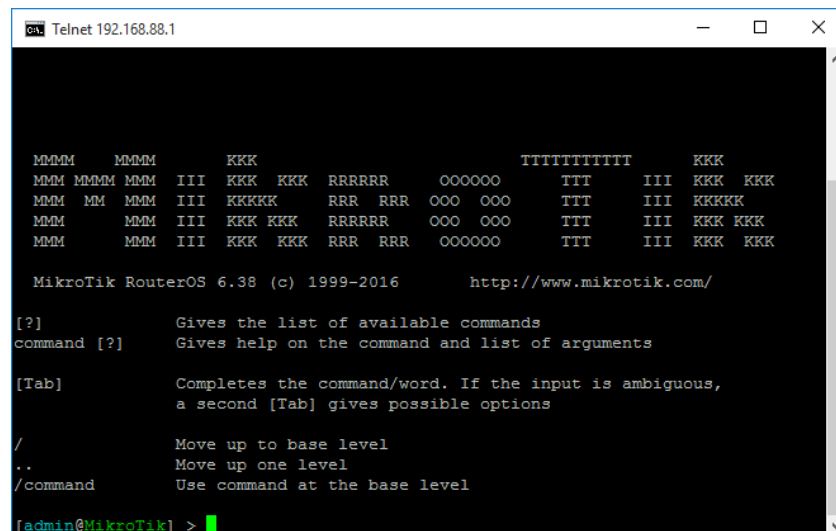 Telnet 192.168.88.1
MMMM    MMMM       KKK                          TTTTTTTTTTT      KKK
MMM MMMM MMM  III  KKK  KKK  RRRRRR     OOOOOO      TTT     III  KKK  KKK
MMM  MM  MMM  III  KKKKK     RRR  RRR  OOO  OOO     TTT     III  KKKKK
MMM      MMM  III  KKK KKK   RRRRRR    OOO  OOO     TTT     III  KKK KKK
MMM      MMM  III  KKK  KKK  RRR  RRR   OOOOOO      TTT     III  KKK  KKK
MikroTik RouterOS 6.38 (c) 1999-2016       http://www.mikrotik.com/
[?]             Gives the list of available commands
command [?]     Gives help on the command and list of arguments
[Tab]           Completes the command/word. If the input is ambiguous,
a second [Tab] gives possible options
/               Move up to base level
..              Move up one level
/command        Use command at the base level
[admin@MikroTik] >